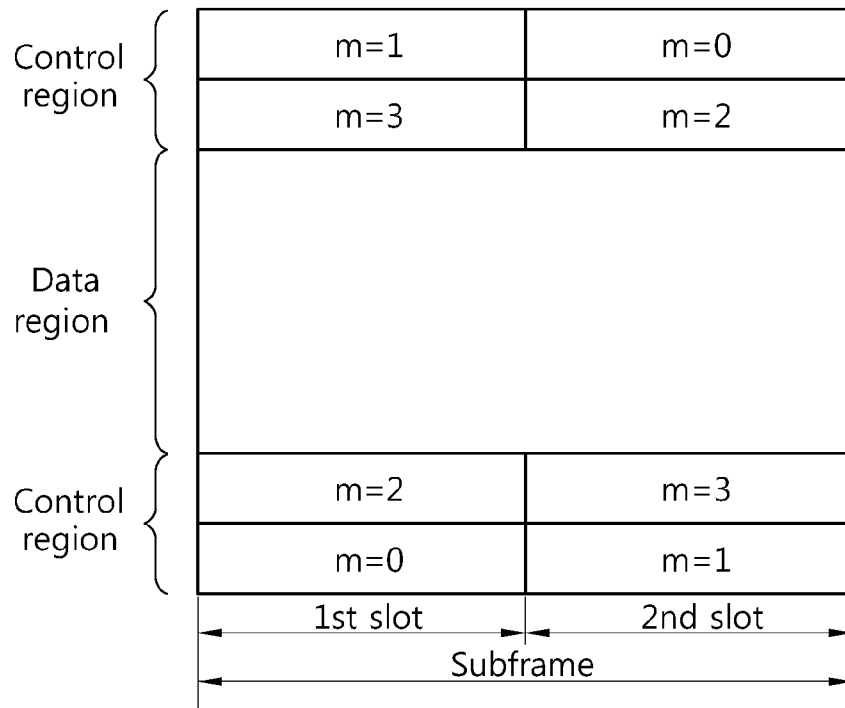 Control
region
m=1
m=0
m=3
m=2
Data
region
Control
region
m=2
m=3
m=0
m=1
1st slot
2nd slot
Subframe